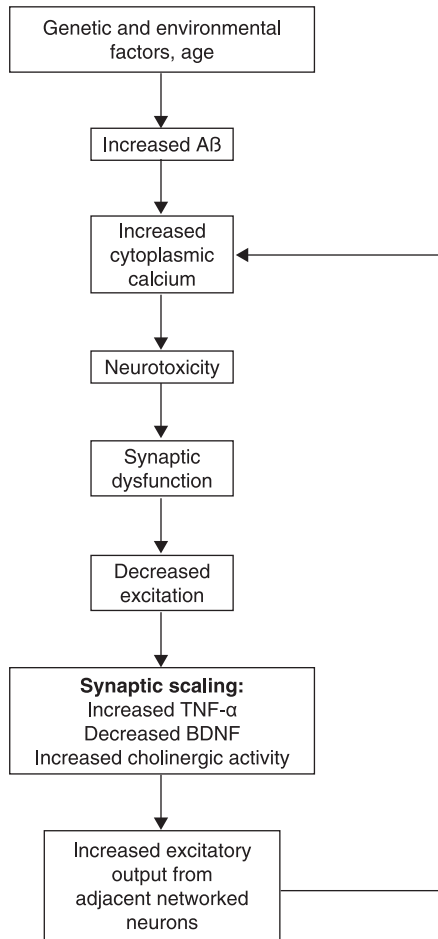 Genetic and environmental
factors, age
Increased Aß
Increased
cytoplasmic
calcium
Neurotoxicity
Synaptic
dysfunction
Decreased
excitation
Synaptic scaling:
Increased TNF-α
Decreased BDNF
Increased cholinergic activity
Increased excitatory
output from
adjacent networked
neurons